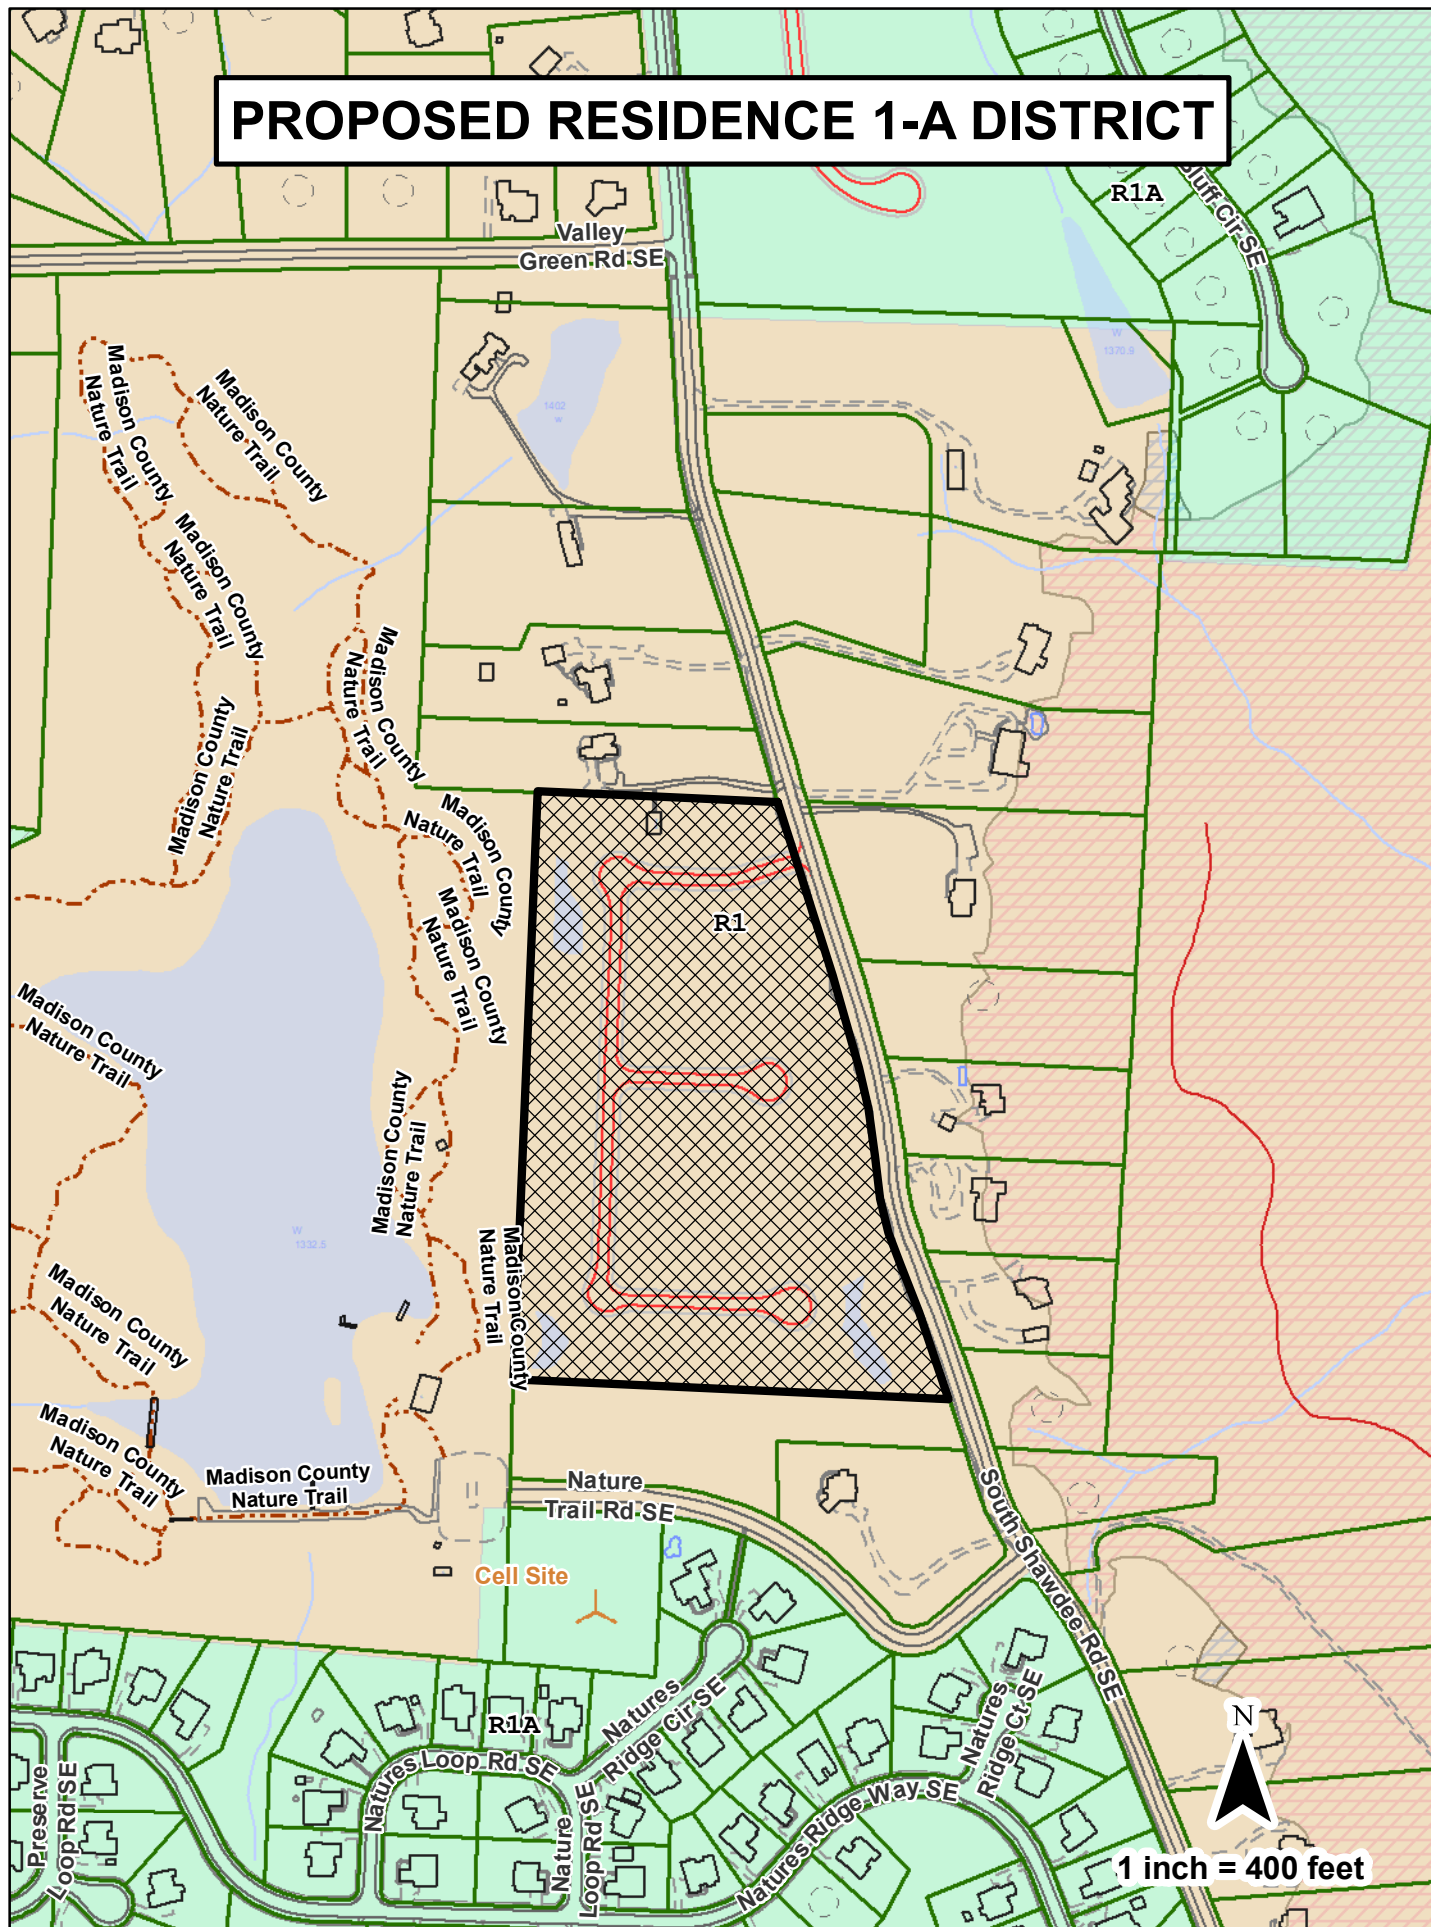 PROPOSED RESIDENCE 1-A DISTRICT
R1A
Bluff Cir SE
Valley
Green Rd SE
W
1370.9
1402
W
Madison County
Nature Trail
Madison County
Nature Trail
Madison County
Nature Trail
Madison County
Nature Trail
Madison County
Nature Trail
Madison County
Nature Trail
Madison County
Nature Trail
R1
Madison County
Nature Trail
Madison County
Nature Trail
Madison County
Nature Trail
W
1332.5
Madison County
Nature Trail
Madison County
Nature Trail
Madison County
Nature Trail
Nature
Trail Rd SE
South Shawdee Rd SE
Cell Site
R1A
Natures
Ridge Cir SE
Natures
Ridge Ct SE
Natures Loop Rd SE
Nature
Loop Rd SE
Natures Ridge Way SE
Preserve
Loop Rd SE
N
1 inch = 400 feet